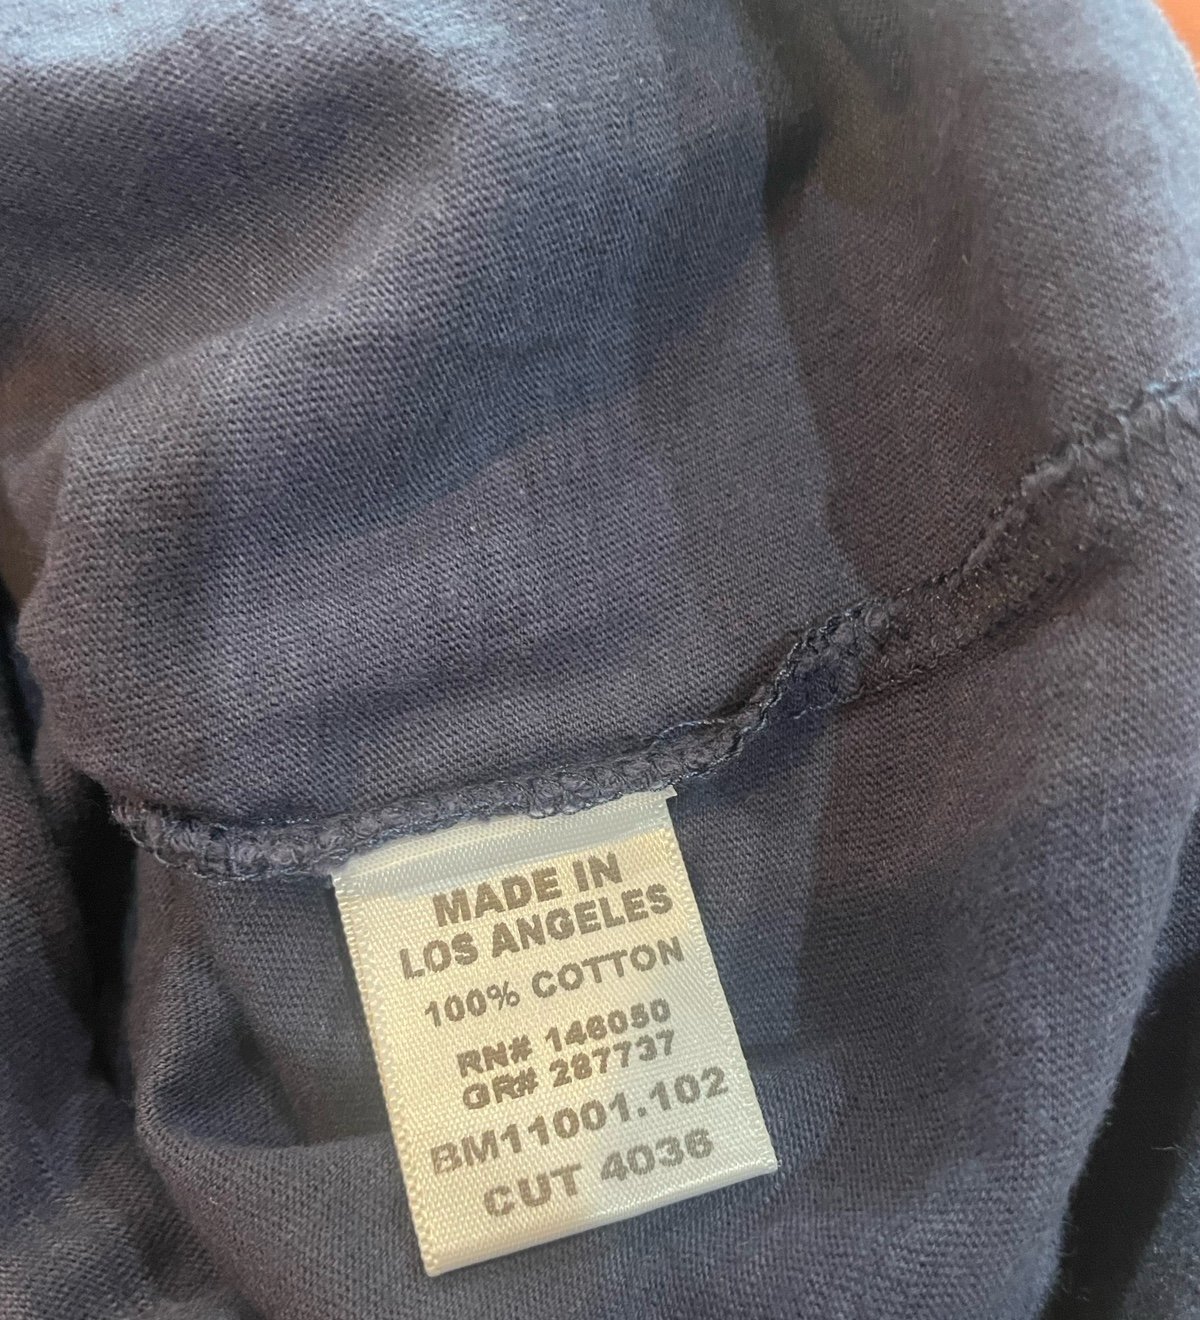 MADE IN
LOS ANGELES
100% COTTON
RN# 146050
GR# 287737
BM11001.102
CUT 4036